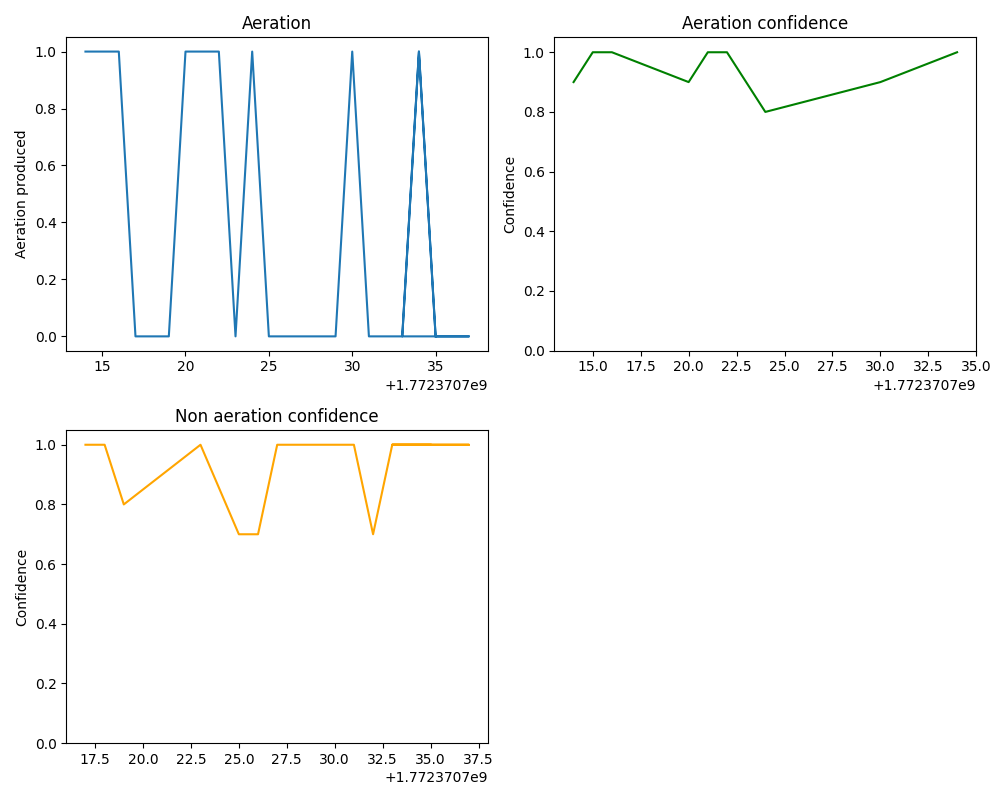 Aeration
Aeration produced
1.0
0.8
0.6
0.4
0.2
0.0
15 20 25 30 35
+1.7723707e9
Aeration confidence
Confidence
1.0
0.8
0.6
0.4
0.2
0.0
15.0 17.5 20.0 22.5 25.0 27.5 30.0 32.5 35.0
+1.7723707e9
Non aeration confidence
Confidence
1.0
0.8
0.6
0.4
0.2
0.0
17.5 20.0 22.5 25.0 27.5 30.0 32.5 35.0 37.5
+1.7723707e9